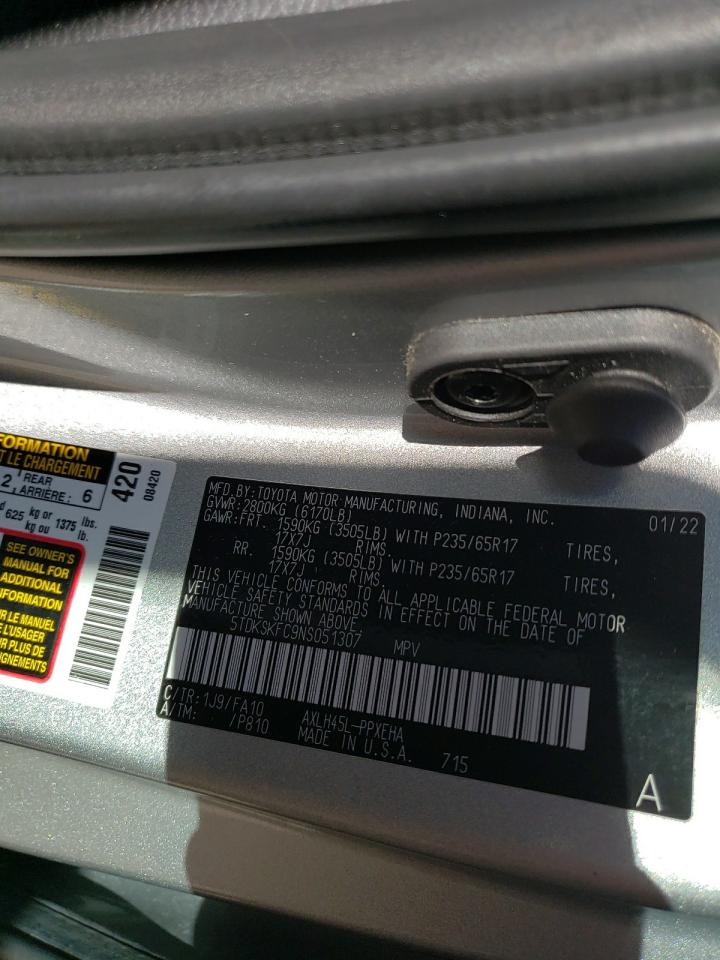 FORMATION
T LE CHARGEMENT
2 REAR ARRIÈRE: 6
625 kg or kg ou 1375 lbs. lb.
SEE OWNER'S
MANUAL FOR
ADDITIONAL
INFORMATION
R LE MANUEL
E L'USAGER
R PLUS DE
IGNEMENTS
420
08420
MFD.BY:TOYOTA MOTOR MANUFACTURING, INDIANA, INC. 01/22
GVWR:2800KG (6170LB)
GAWR:FRT. 1590KG (3505LB) WITH P235/65R17 TIRES,
17X7J RIMS.
RR. 1590KG (3505LB) WITH P235/65R17 TIRES,
17X7J RIMS.
THIS VEHICLE CONFORMS TO ALL APPLICABLE FEDERAL MOTOR
VEHICLE SAFETY STANDARDS IN EFFECT ON THE DATE OF
MANUFACTURE SHOWN ABOVE.
5TDKSKFC9NS051307 MPV
C/TR:1J9/FA10 AXLH45L-PPXEHA
A/TM: /P810 MADE IN U.S.A. 715
A